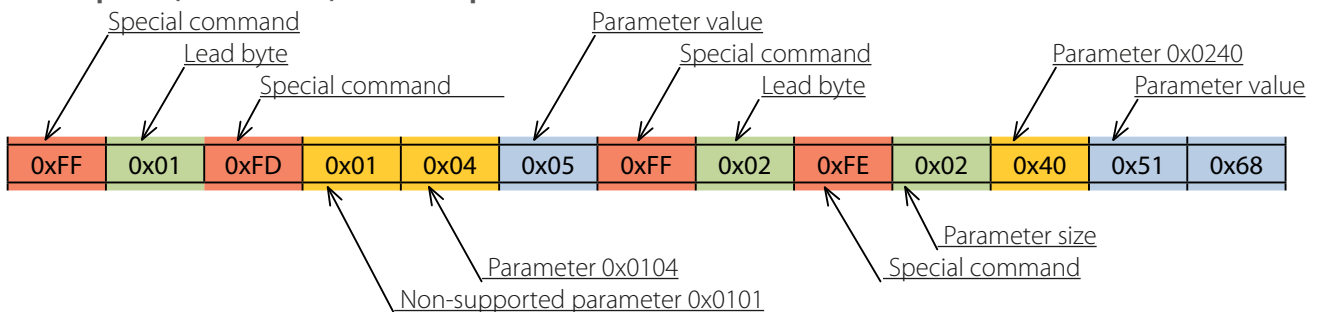 Special command Parameter value
Lead byte Special command Parameter 0x0240
Special command Lead byte Parameter value
0xFF 0x01 0xFD 0x01 0x04 0x05 0xFF 0x02 0xFE 0x02 0x40 0x51 0x68
Parameter size
Parameter 0x0104 Special command
Non-supported parameter 0x0101